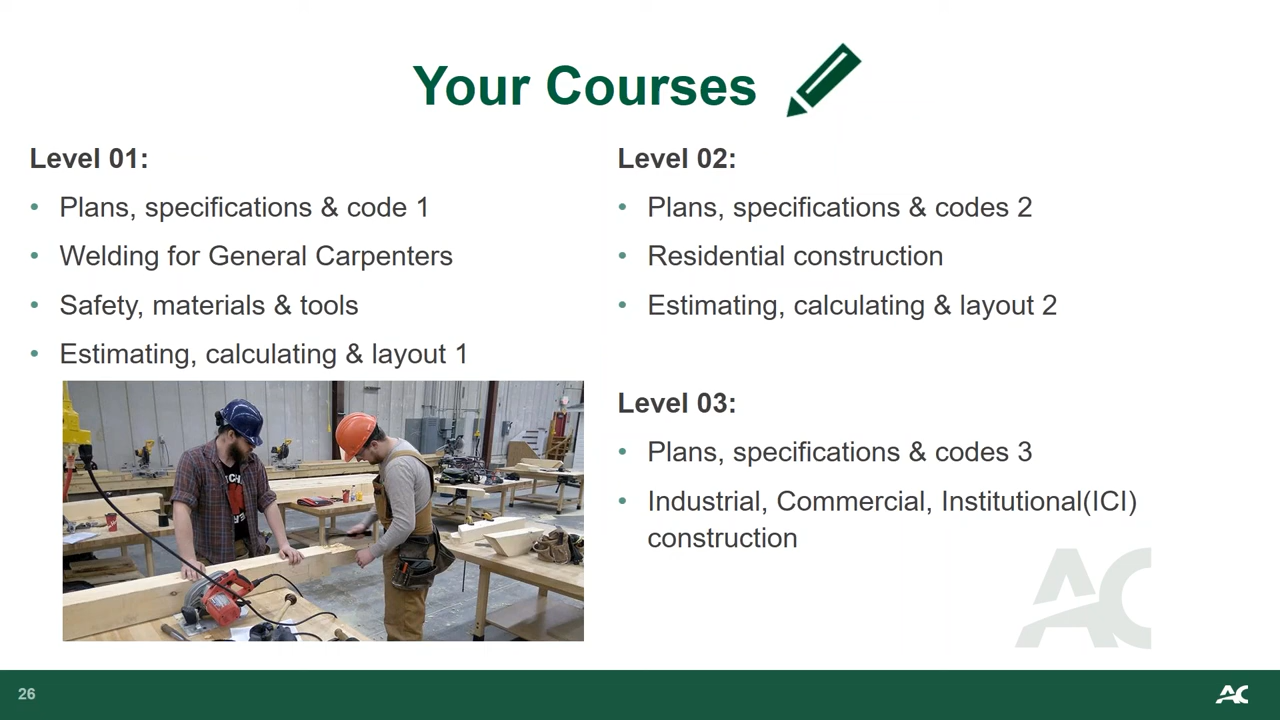 Your Courses
Level 01:
• Plans, specifications & code 1
• Welding for General Carpenters
• Safety, materials & tools
• Estimating, calculating & layout 1
Level 02:
• Plans, specifications & codes 2
• Residential construction
• Estimating, calculating & layout 2
Level 03:
• Plans, specifications & codes 3
• Industrial, Commercial, Institutional(ICI)
construction
AC
26
AC